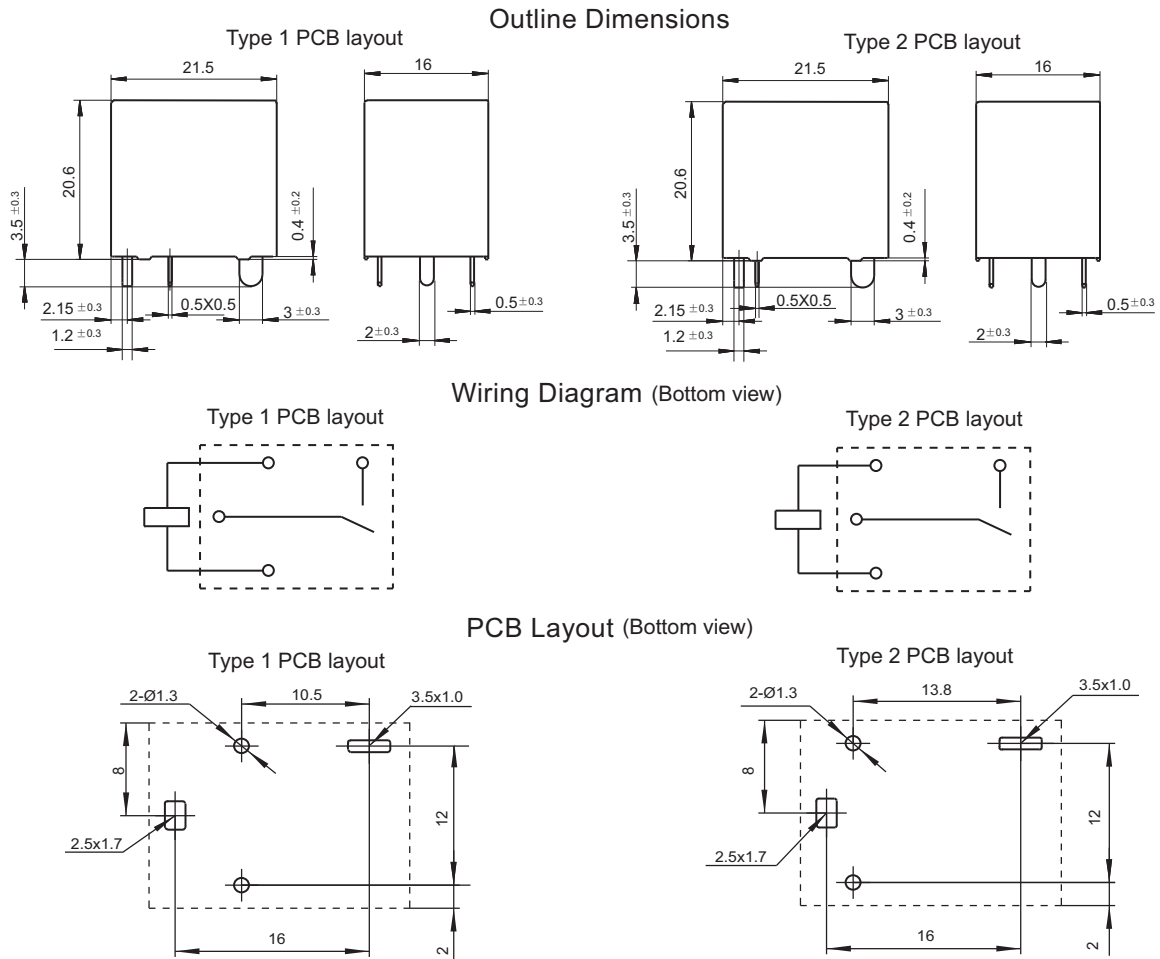 Outline Dimensions
Type 1 PCB layout
21.5
16
20.6
3.5 ±0.3
0.4 ±0.2
2.15 ±0.3
0.5X0.5
3 ±0.3
1.2 ±0.3
2±0.3
0.5±0.3
Type 2 PCB layout
21.5
16
20.6
3.5 ±0.3
0.4 ±0.2
2.15 ±0.3
0.5X0.5
3 ±0.3
1.2 ±0.3
2±0.3
0.5±0.3
Wiring Diagram (Bottom view)
Type 1 PCB layout
Type 2 PCB layout
PCB Layout (Bottom view)
Type 1 PCB layout
2-Ø1.3
10.5
3.5x1.0
8
12
2.5x1.7
16
2
Type 2 PCB layout
2-Ø1.3
13.8
3.5x1.0
8
12
2.5x1.7
16
2